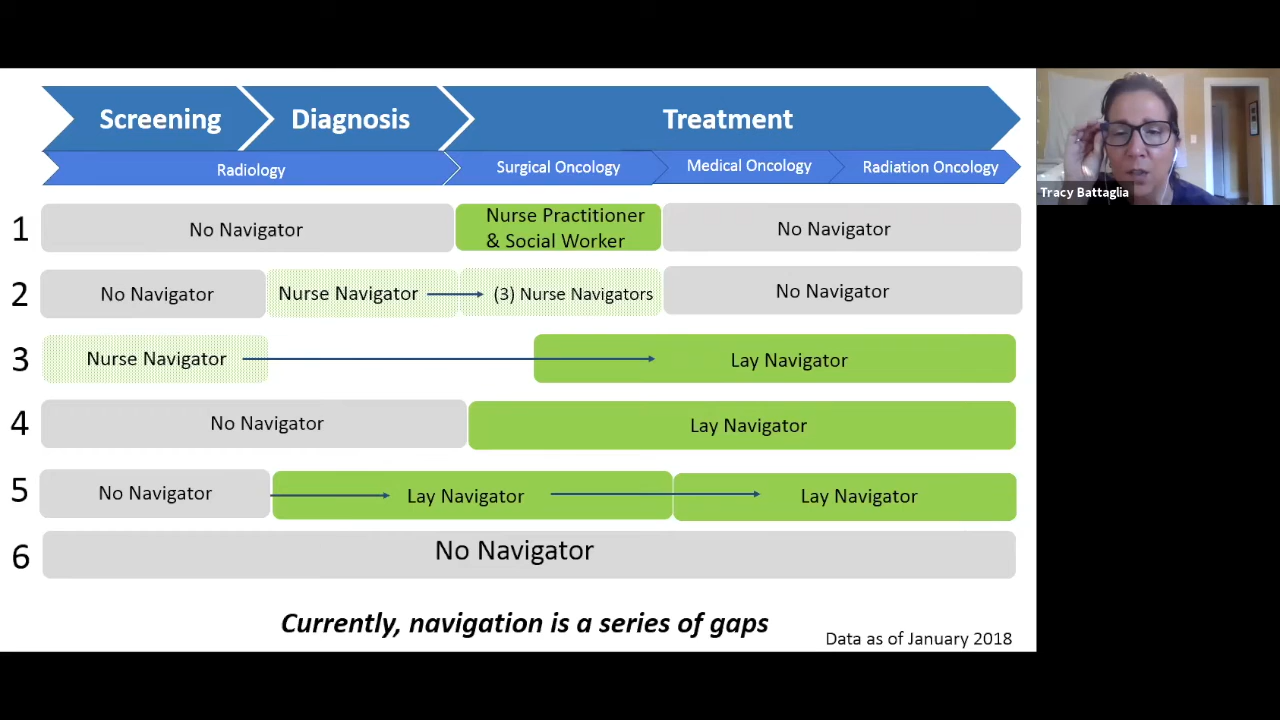 Screening Diagnosis Treatment
Radiology Surgical Oncology Medical Oncology Radiation Oncology
Tracy Battaglia
1 No Navigator Nurse Practitioner
& Social Worker No Navigator
2 No Navigator Nurse Navigator (3) Nurse Navigators No Navigator
3 Nurse Navigator Lay Navigator
4 No Navigator Lay Navigator
5 No Navigator Lay Navigator Lay Navigator
6 No Navigator
Currently, navigation is a series of gaps
Data as of January 2018